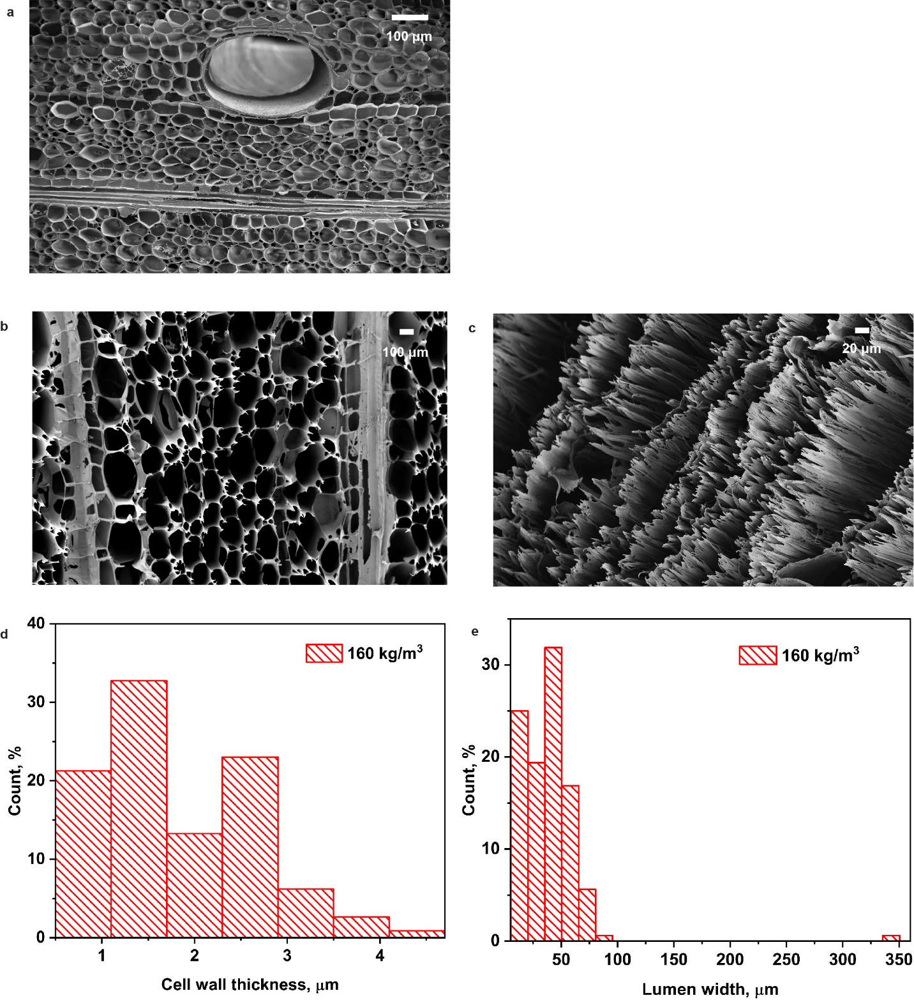 a
100 µm
b
100 µm
c
20 µm
d
40
30
20
10
0
Count, %
160 kg/m³
1 2 3 4
Cell wall thickness, µm
e
30
20
10
0
Count, %
160 kg/m³
50 100 150 200 250 300 350
Lumen width, µm